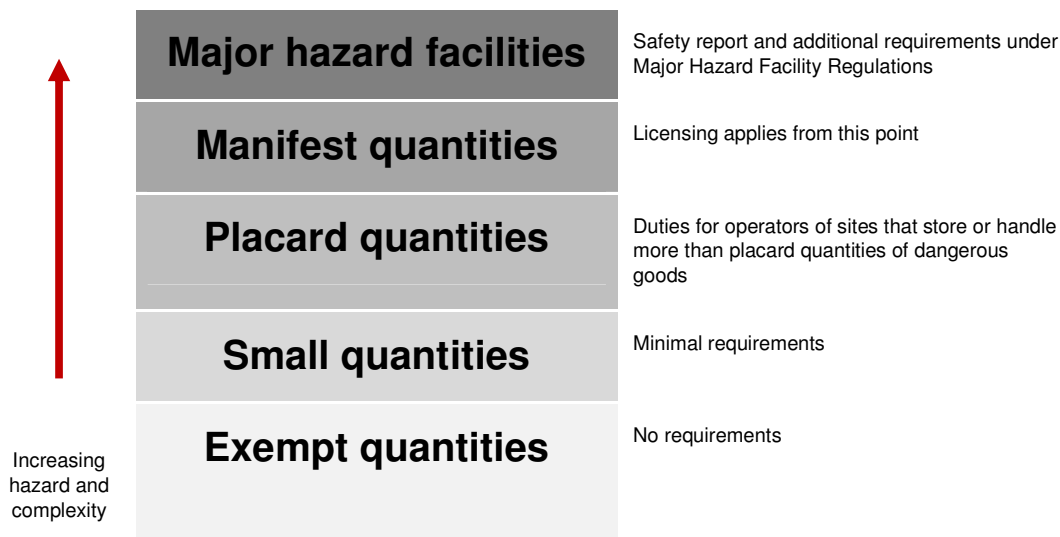 Major hazard facilities
Safety report and additional requirements under
Major Hazard Facility Regulations
Manifest quantities
Licensing applies from this point
Placard quantities
Duties for operators of sites that store or handle
more than placard quantities of dangerous
goods
Small quantities
Minimal requirements
Exempt quantities
No requirements
Increasing
hazard and
complexity